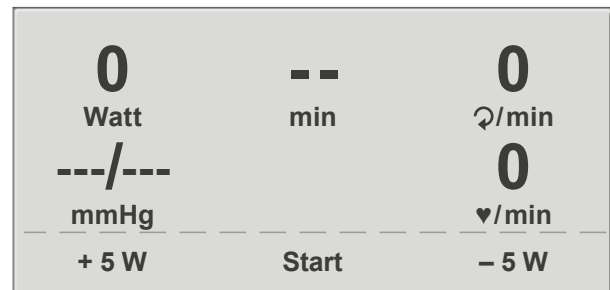 0 -- 0
Watt min ↻/min
---/--- 0
mmHg ♥/min
+ 5 W Start – 5 W